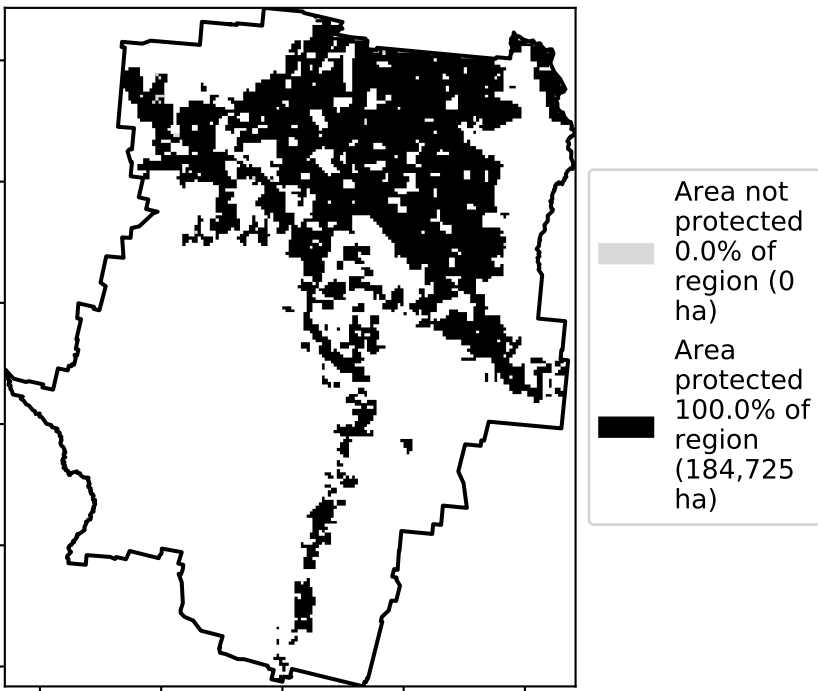 Area not
protected
0.0% of
region (0
ha)
Area
protected
100.0% of
region
(184,725
ha)